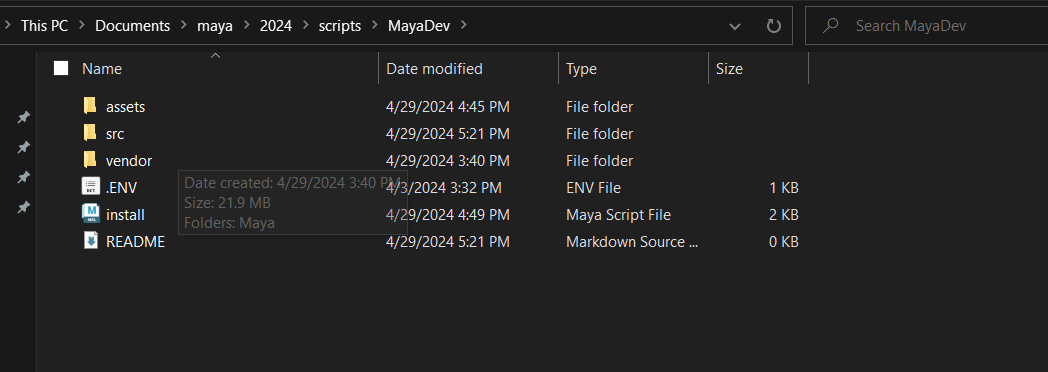 This PC > Documents > maya > 2024 > scripts > MayaDev
Search MayaDev
Name Date modified Type Size
assets 4/29/2024 4:45 PM File folder
src 4/29/2024 5:21 PM File folder
vendor 4/29/2024 3:40 PM File folder
.ENV 4/3/2024 3:32 PM ENV File 1 KB
install 4/29/2024 4:49 PM Maya Script File 2 KB
README 4/29/2024 5:21 PM Markdown Source ... 0 KB
Date created: 4/29/2024 3:40 PM
Size: 21.9 MB
Folders: Maya